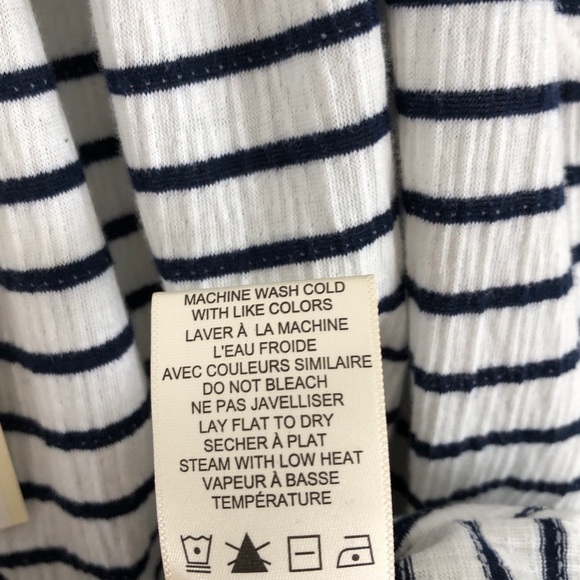 MACHINE WASH COLD
WITH LIKE COLORS
LAVER À LA MACHINE
L'EAU FROIDE
AVEC COULEURS SIMILAIRE
DO NOT BLEACH
NE PAS JAVELLISER
LAY FLAT TO DRY
SECHER À PLAT
STEAM WITH LOW HEAT
VAPEUR À BASSE
TEMPÉRATURE